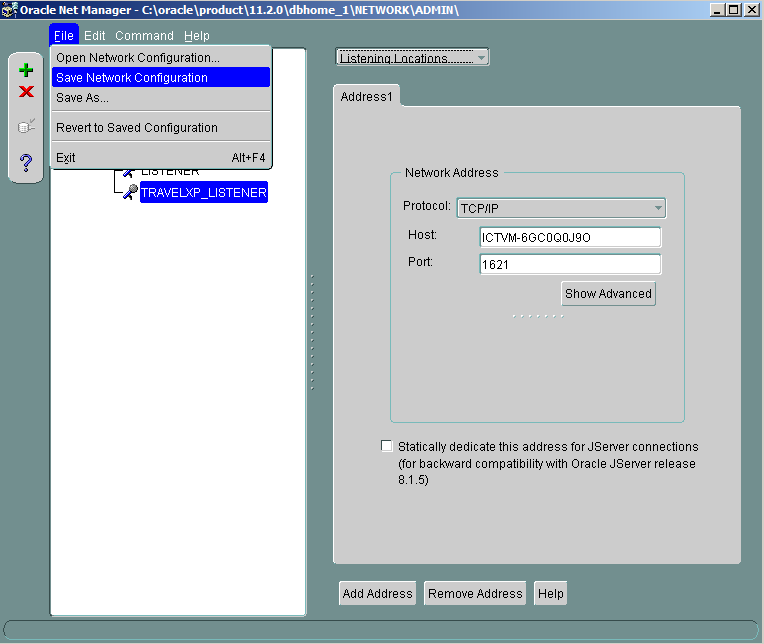 Oracle Net Manager - C:\oracle\product\11.2.0\dbhome_1\NETWORK\ADMIN\
File Edit Command Help
Open Network Configuration...
Save Network Configuration
Save As...
Revert to Saved Configuration
Exit Alt+F4
LISTENER
TRAVELXP_LISTENER
Listening Locations........
Address1
Network Address
Protocol: TCP/IP
Host: ICTVM-6GC0Q0J9O
Port: 1621
Show Advanced
Statically dedicate this address for JServer connections
(for backward compatibility with Oracle JServer release
8.1.5)
Add Address Remove Address Help